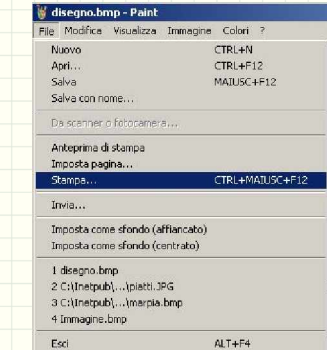 disegno.bmp - Paint
File Modifica Visualizza Immagine Colori ?
Nuovo CTRL+N
Apri... CTRL+F12
Salva MAIUSC+F12
Salva con nome...
Da scanner o fotocamera...
Anteprima di stampa
Imposta pagina...
Stampa... CTRL+MAIUSC+F12
Invia...
Imposta come sfondo (affiancato)
Imposta come sfondo (centrato)
1 disegno.bmp
2 C:\Inetpub\...\piatti.JPG
3 C:\Inetpub\...\marpia.bmp
4 Immagine.bmp
Esci ALT+F4